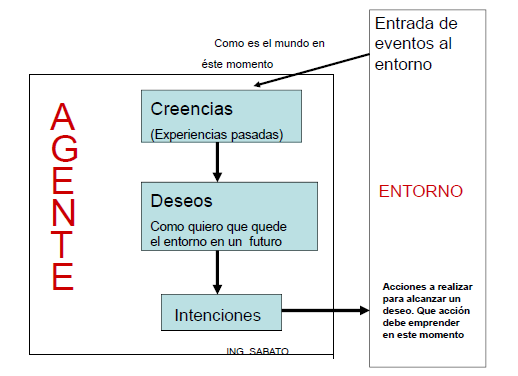 Como es el mundo en
éste momento
Entrada de
eventos al
entorno
AGENTE
Creencias
(Experiencias pasadas)
Deseos
Como quiero que quede
el entorno en un futuro
ENTORNO
Intenciones
Acciones a realizar
para alcanzar un
deseo. Que acción
debe emprender
en este momento
ING. SABATO